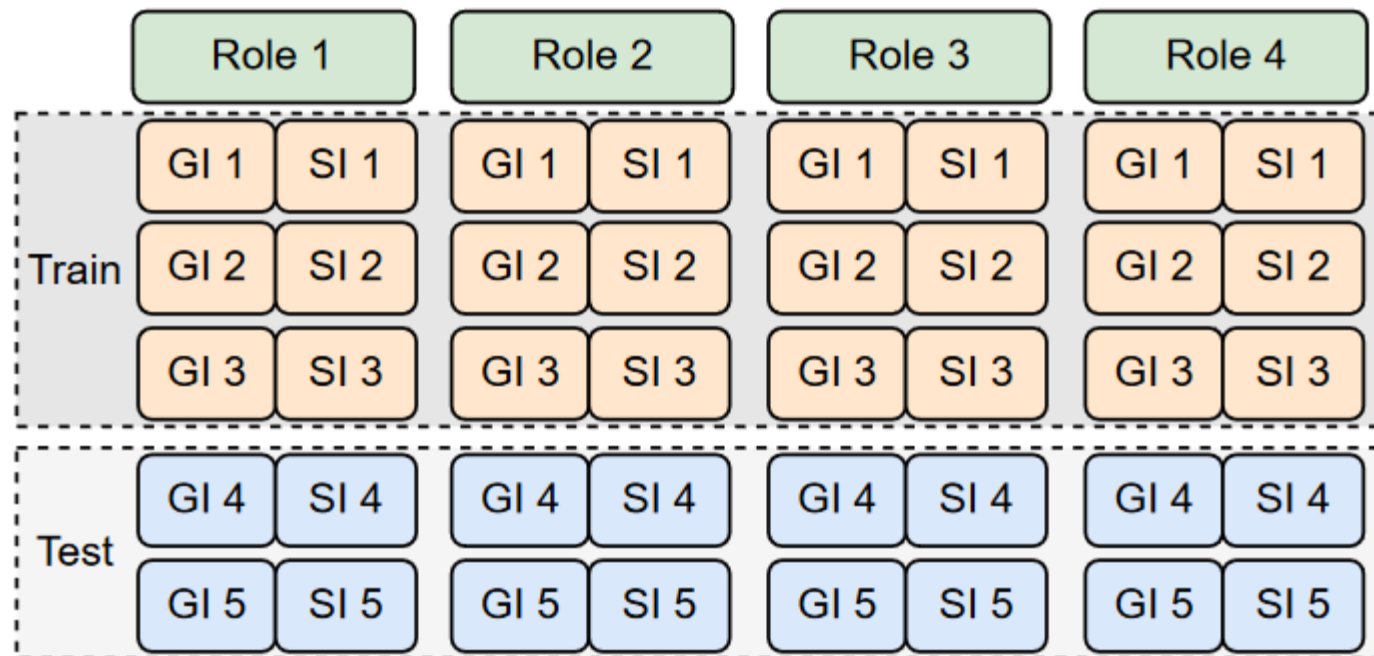 Role 1 Role 2 Role 3 Role 4
GI 1 SI 1 GI 1 SI 1 GI 1 SI 1 GI 1 SI 1
Train GI 2 SI 2 GI 2 SI 2 GI 2 SI 2 GI 2 SI 2
GI 3 SI 3 GI 3 SI 3 GI 3 SI 3 GI 3 SI 3
GI 4 SI 4 GI 4 SI 4 GI 4 SI 4 GI 4 SI 4
Test
GI 5 SI 5 GI 5 SI 5 GI 5 SI 5 GI 5 SI 5